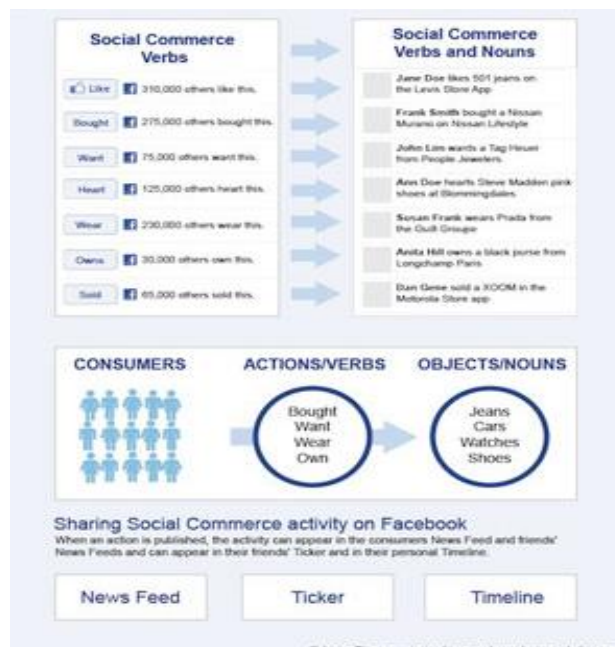 Social Commerce
Verbs
Social Commerce
Verbs and Nouns
Like
310,000 others like this.
Jane Doe likes 501 jeans on
the Levis Store App
Bought
275,000 others bought this.
Frank Smith bought a Nissan
Murano on Nissan Lifestyle
Want
75,000 others want this.
John Lim wants a Tag Heuer
from People Jewelers.
Heart
125,000 others heart this.
Ann Doe hearts Steve Madden pink
shoes at Blommingdales
Wear
230,000 others wear this.
Susan Frank wears Prada from
the Guilt Groupe
Owns
30,000 others own this.
Anita Hill owns a black purse from
Longchamp Paris
Sold
65,000 others sold this.
Dan Gene sold a XOOM in the
Motorola Store app
CONSUMERS
ACTIONS/VERBS
OBJECTS/NOUNS
Bought
Want
Wear
Own
Jeans
Cars
Watches
Shoes
Sharing Social Commerce activity on Facebook
When an action is published, the activity can appear in the consumers News Feed and friends'
News Feeds and can appear in their friends' Ticker and in their personal Timeline.
News Feed
Ticker
Timeline